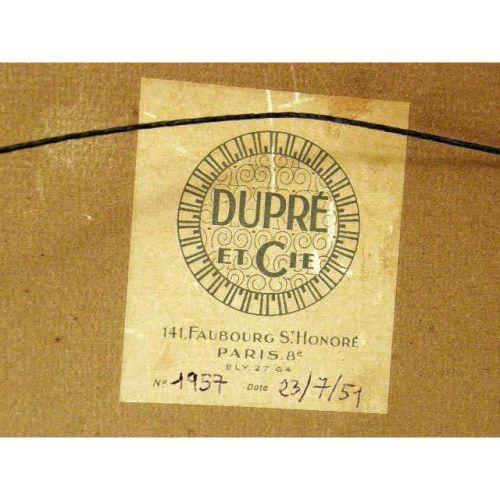 DUPRÉ
ET CIE
141, FAUBOURG ST HONORÉ
PARIS. 8e
ELY. 27-64
No 1957 Date 23/7/51